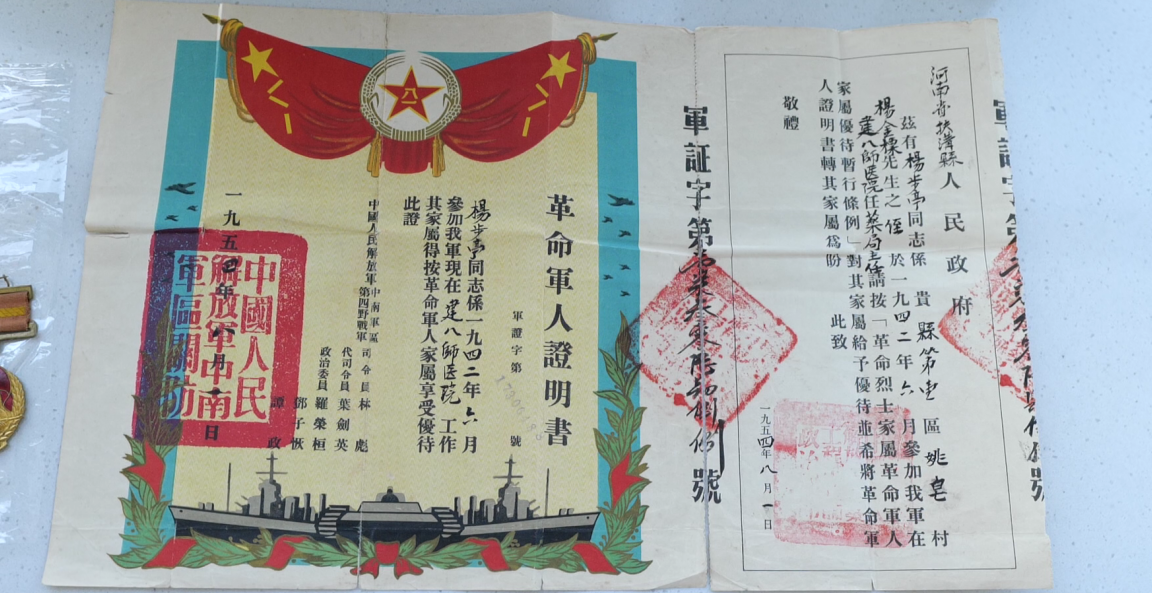 軍証字第
河南省扶溝縣人民政府
茲有楊步亭同志係 貴縣第 區姚皂村
楊金標先生之侄於一九四二年六月參加我軍在
建八師医院任葯局主任請按「革命烈士家屬革命軍人
家屬優待暫行條例」對其家屬給予優待並希將革命軍
人證明書轉其家屬爲盼 此致
敬禮
一九五四年八月一日
軍証字第 號
八一
革命軍人證明書
軍證字第 號
楊步亭同志係一九四二年六月
參加我軍現在建八師医院工作
其家屬得按革命軍人家屬享受優待
此證
中國人民解放軍中南軍區第四野戰軍
司令員林彪
代司令員葉劍英
政治委員羅榮桓
鄧子恢
譚政
一九五四年八月一日
中國人民
解放軍中南
軍區關防